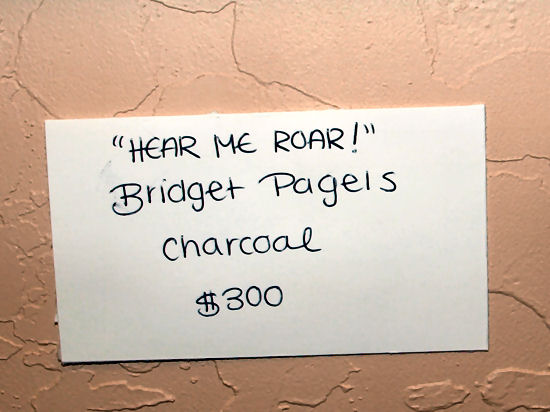 "HEAR ME ROAR!"
Bridget Pagels
charcoal
$300